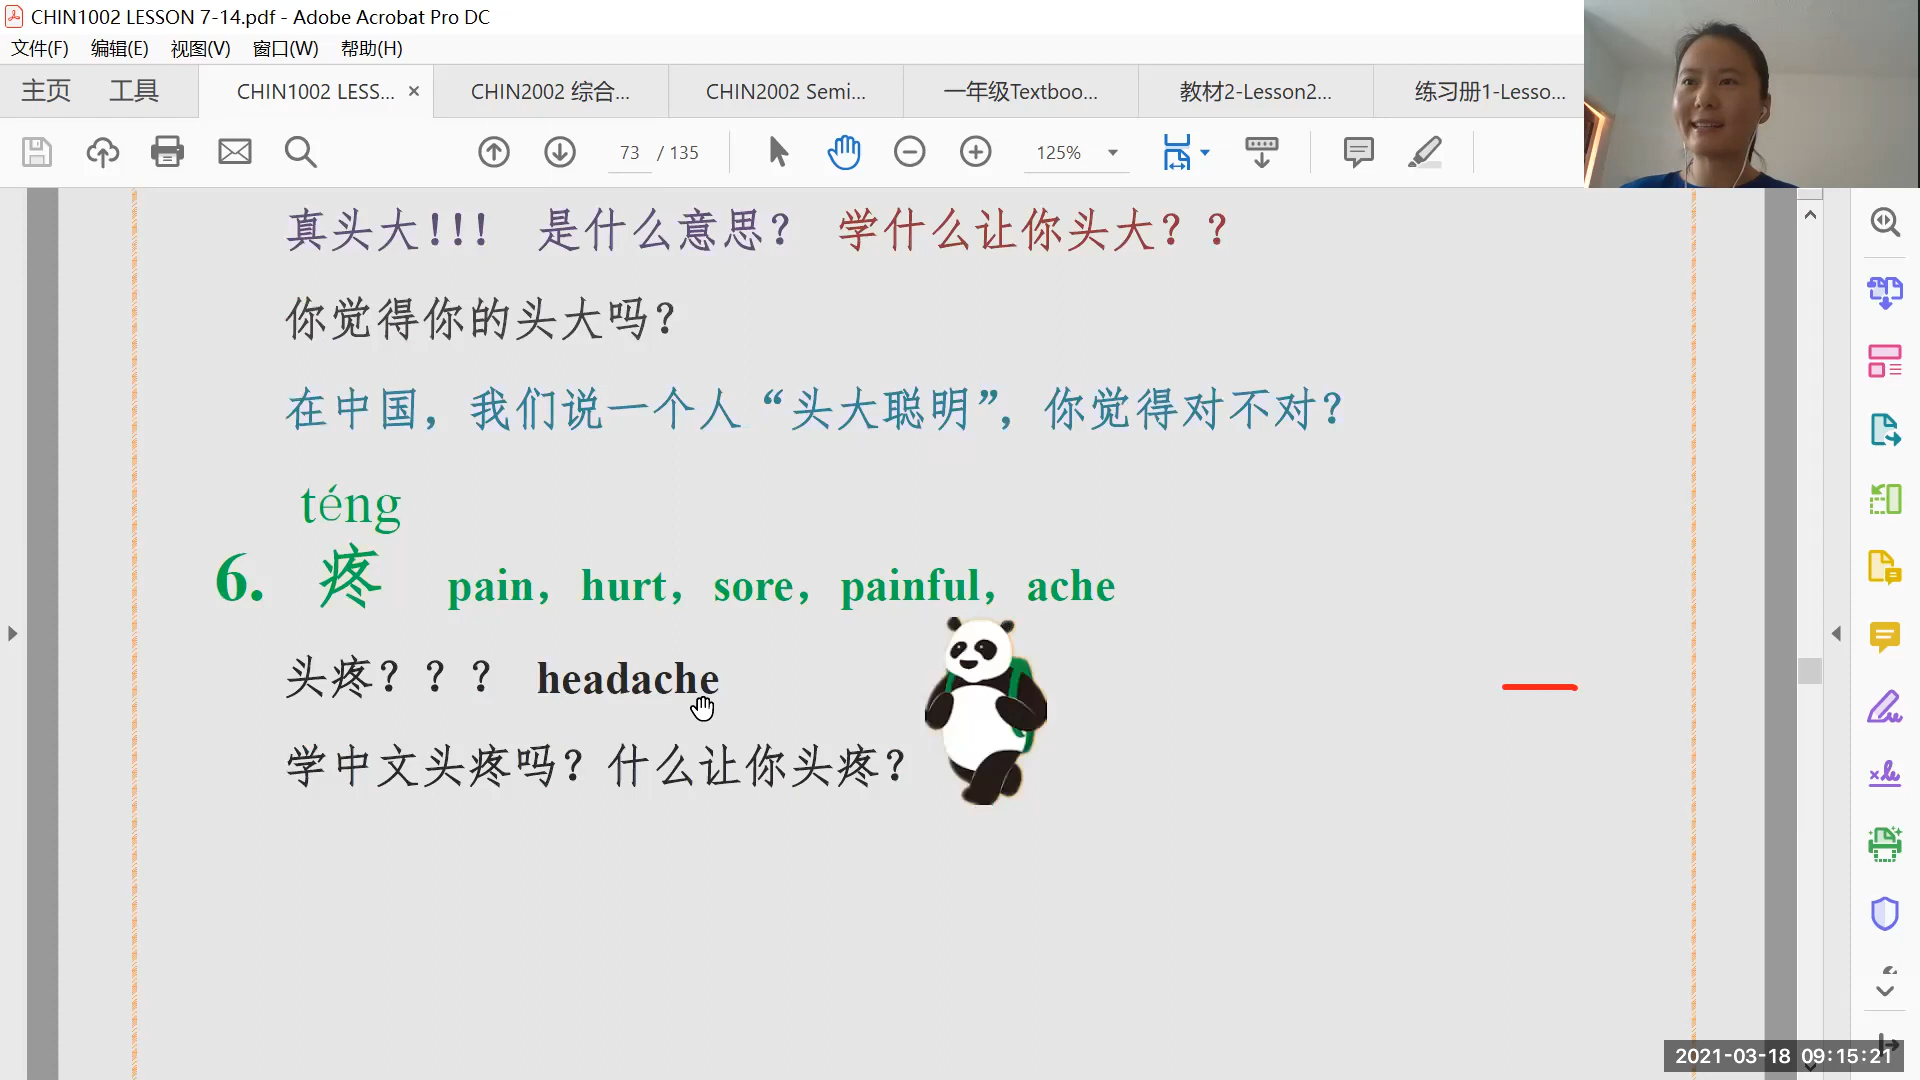 CHIN1002 LESSON 7-14.pdf - Adobe Acrobat Pro DC
文件(F) 编辑(E) 视图(V) 窗口(W) 帮助(H)
主页 工具 CHIN1002 LESS... × CHIN2002 综合... CHIN2002 Semi... 一年级Textboo... 教材2-Lesson2... 练习册1-Lesso...
73 / 135 125%
真头大!!! 是什么意思? 学什么让你头大??
你觉得你的头大吗?
在中国,我们说一个人“头大聪明”,你觉得对不对?
téng
6. 疼 pain, hurt, sore, painful, ache
头疼??? headache
学中文头疼吗?什么让你头疼?
2021-03-18 09:15:21